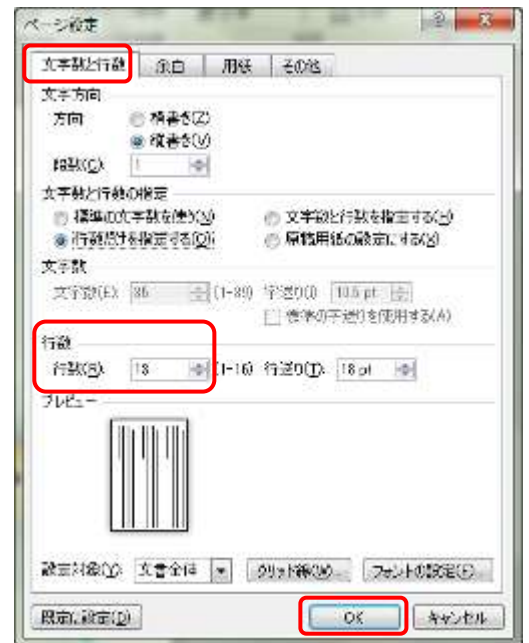 ページ設定
文字数と行数 余白 用紙 その他
文字方向
方向 横書き(Z)
縦書き(V)
段数(C): 1
文字数と行数の指定
標準の文字数を使う(N) 文字数と行数を指定する(H)
行数だけを指定する(O) 原稿用紙の設定にする(X)
文字数
文字数(E): (1-39) 字送り(I): 10.5 pt
標準の字送りを使用する(A)
行数
行数(R): 13 (1-16) 行送り(T): 18 pt
プレビュー
設定対象(Y): 文書全体 グリッド線(W)... フォントの設定(F)...
既定に設定(D) OK キャンセル